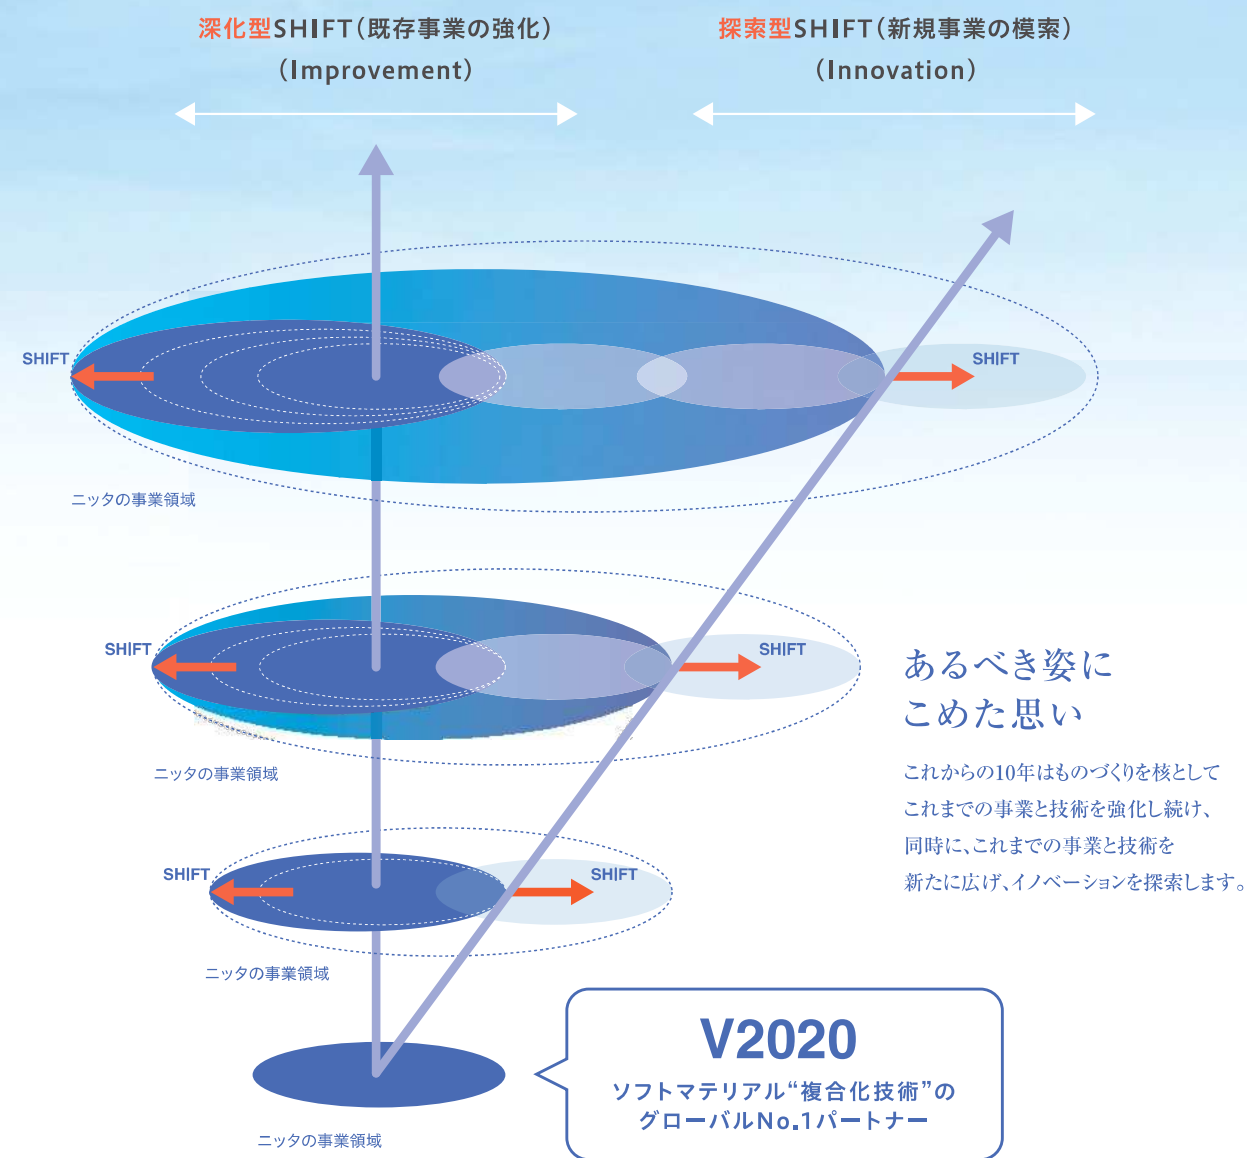 深化型SHIFT（既存事業の強化）
（Improvement）
探索型SHIFT（新規事業の模索）
（Innovation）
SHIFT
SHIFT
ニッタの事業領域
SHIFT
SHIFT
ニッタの事業領域
あるべき姿に
こめた思い
これからの10年はものづくりを核として
これまでの事業と技術を強化し続け、
同時に、これまでの事業と技術を
新たに広げ、イノベーションを探索します。
SHIFT
SHIFT
ニッタの事業領域
V2020
ソフトマテリアル“複合化技術”の
グローバルNo.1パートナー
ニッタの事業領域